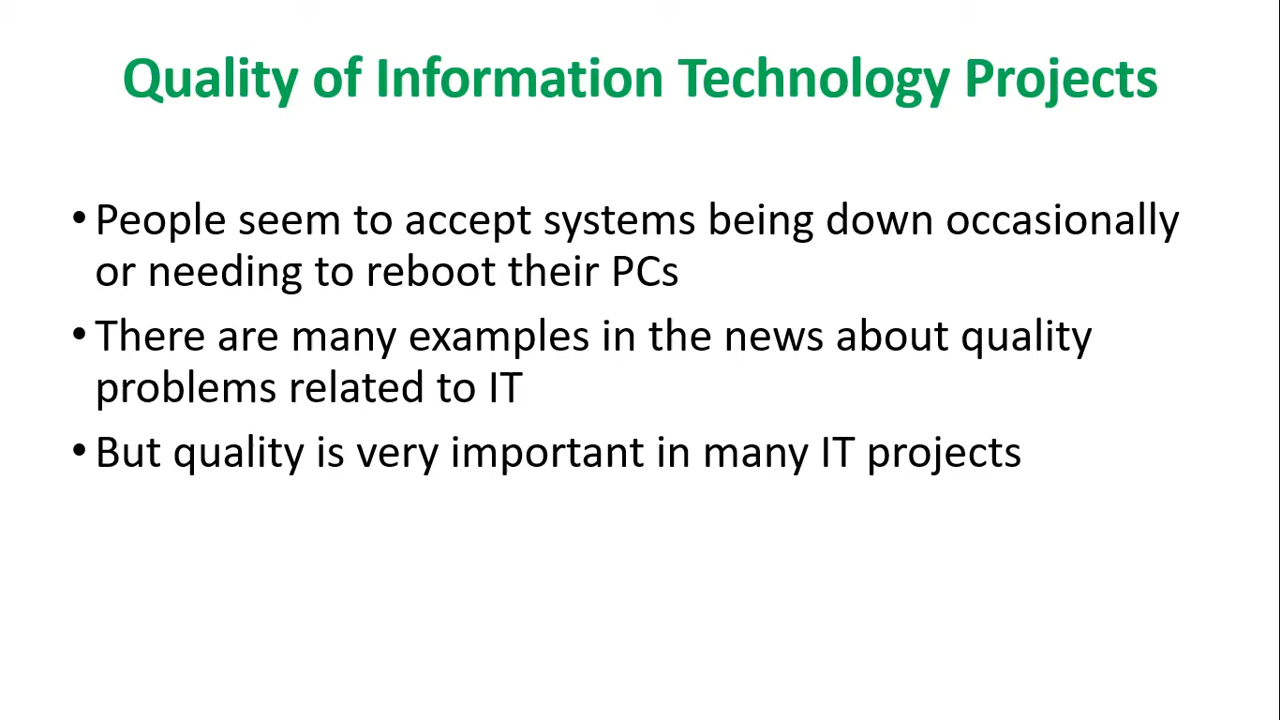 Quality of Information Technology Projects
• People seem to accept systems being down occasionally
or needing to reboot their PCs
• There are many examples in the news about quality
problems related to IT
• But quality is very important in many IT projects